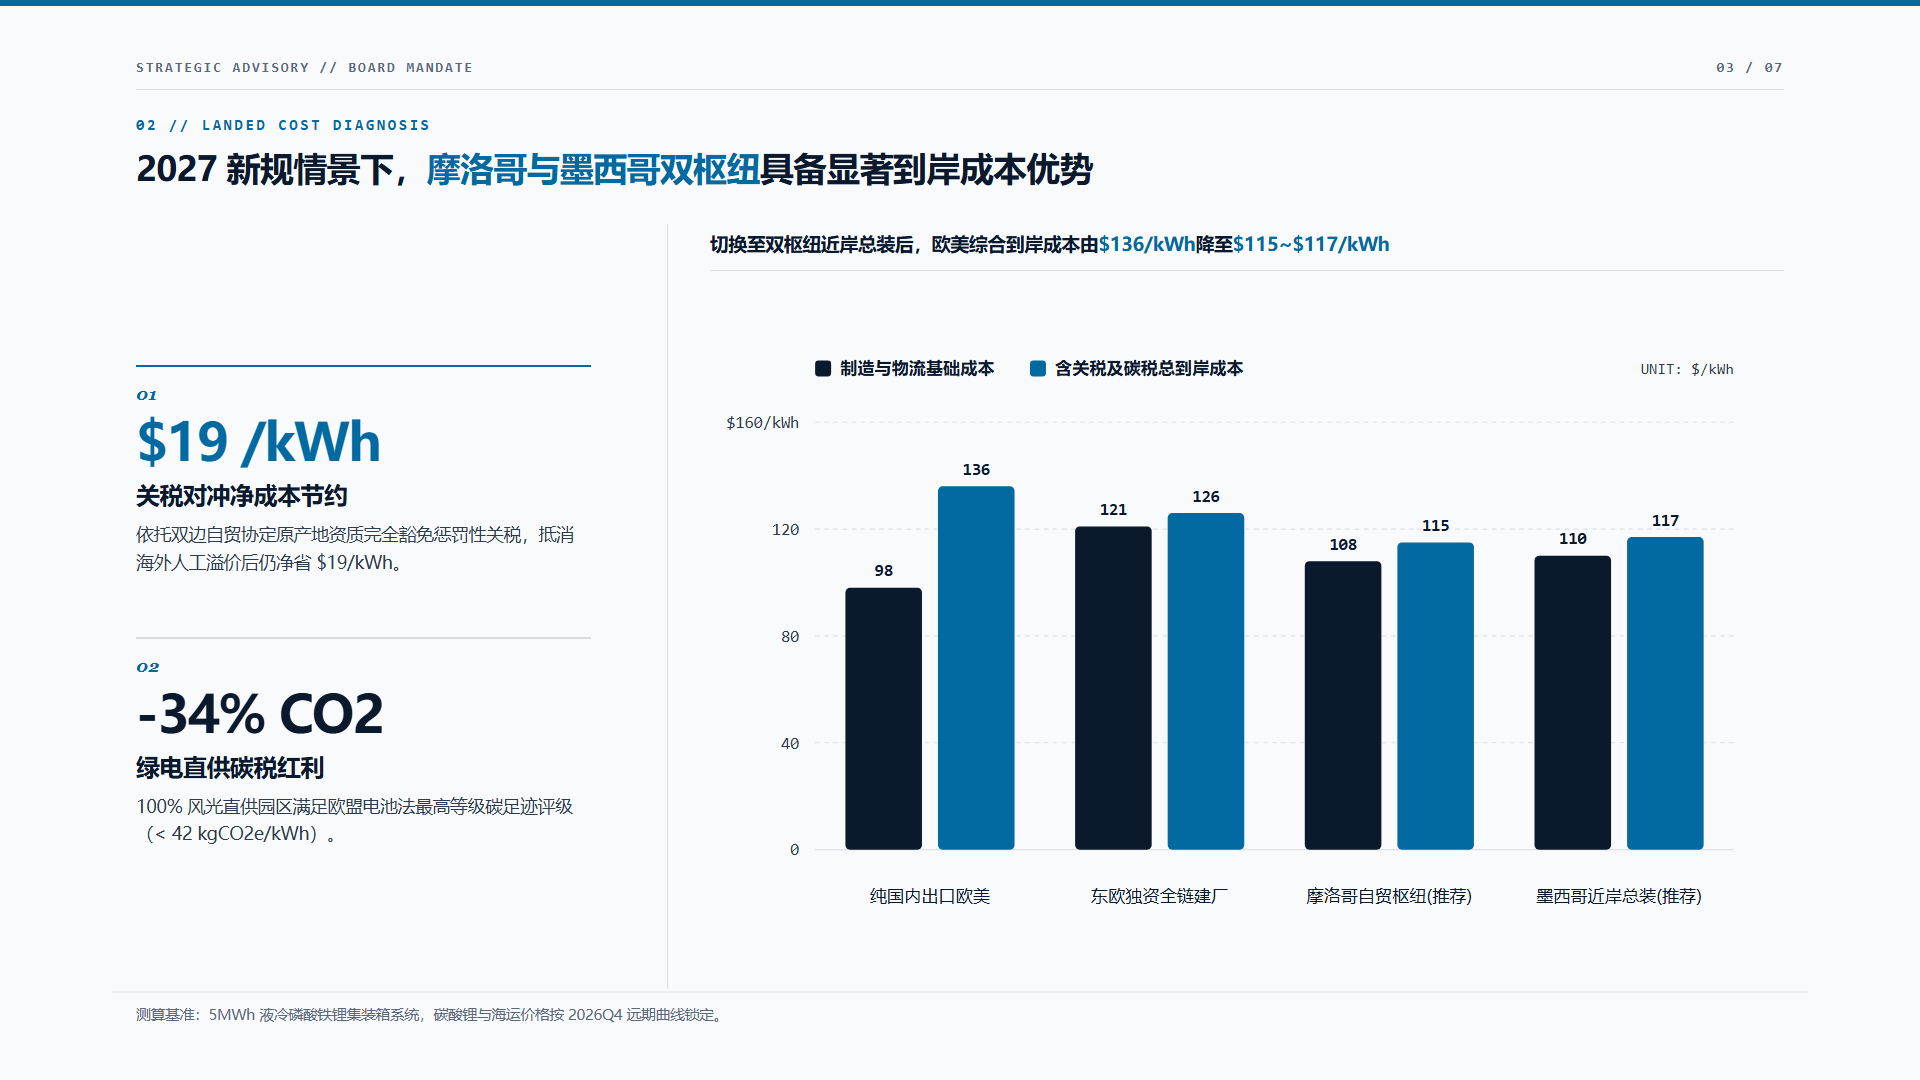 STRATEGIC ADVISORY // BOARD MANDATE
03 / 07
02 // LANDED COST DIAGNOSIS
2027 新规情景下，摩洛哥与墨西哥双枢纽具备显著到岸成本优势
01
$19 /kWh
关税对冲净成本节约
依托双边自贸协定原产地资质完全豁免惩罚性关税，抵消
海外人工溢价后仍净省 $19/kWh。
02
-34% CO2
绿电直供碳税红利
100% 风光直供园区满足欧盟电池法最高等级碳足迹评级
（< 42 kgCO2e/kWh）。
切换至双枢纽近岸总装后，欧美综合到岸成本由$136/kWh降至$115~$117/kWh
制造与物流基础成本
含关税及碳税总到岸成本
UNIT: $/kWh
$160/kWh
120
80
40
0
98
136
121
126
108
115
110
117
纯国内出口欧美
东欧独资全链建厂
摩洛哥自贸枢纽(推荐)
墨西哥近岸总装(推荐)
测算基准：5MWh 液冷磷酸铁锂集装箱系统，碳酸锂与海运价格按 2026Q4 远期曲线锁定。